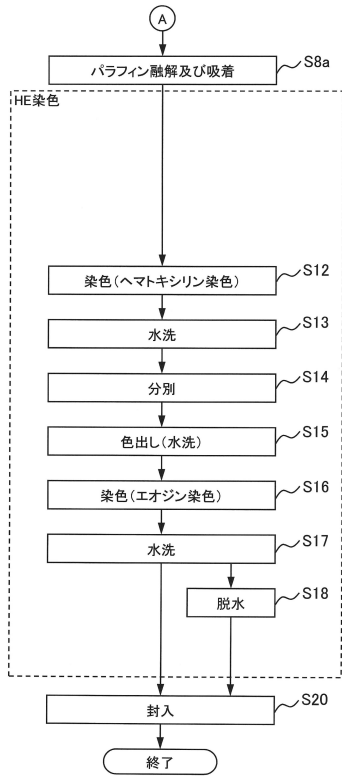 A
パラフィン融解及び吸着
S8a
HE染色
染色(ヘマトキシリン染色)
S12
水洗
S13
分別
S14
色出し(水洗)
S15
染色(エオジン染色)
S16
水洗
S17
脱水
S18
封入
S20
終了